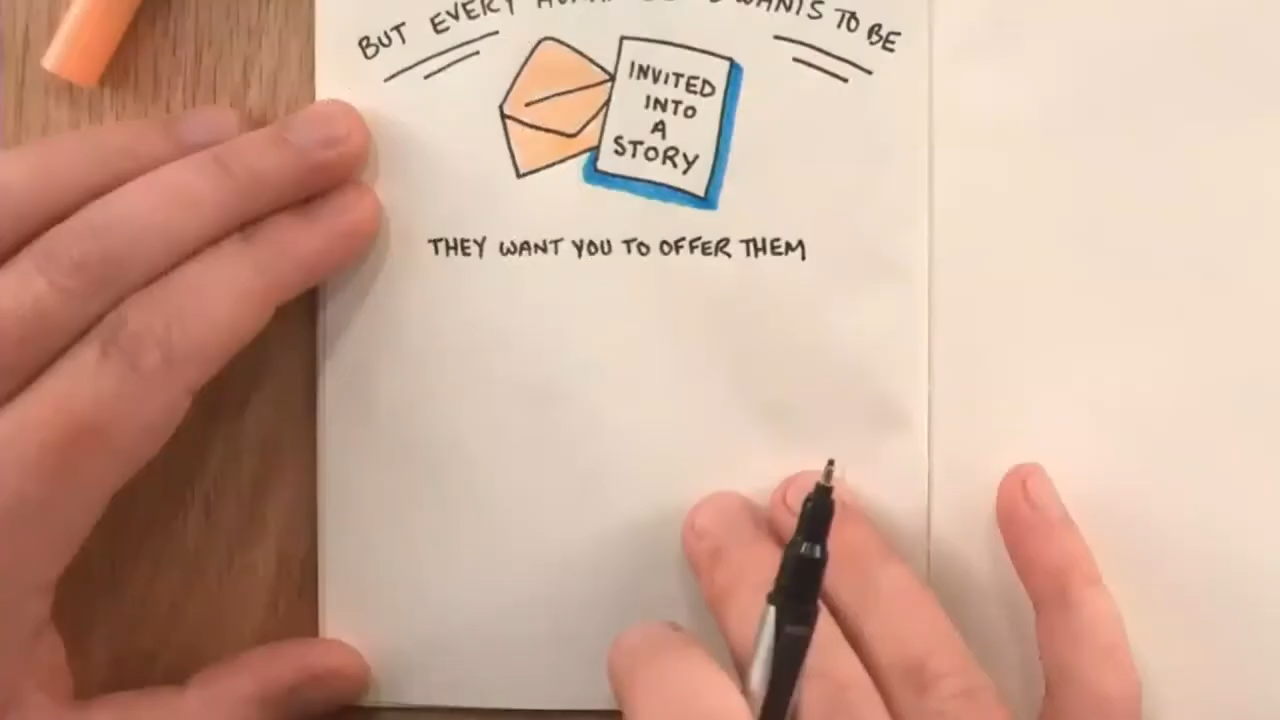 BUT EVERY WANTS TO BE
INVITED
INTO
A
STORY
THEY WANT YOU TO OFFER THEM